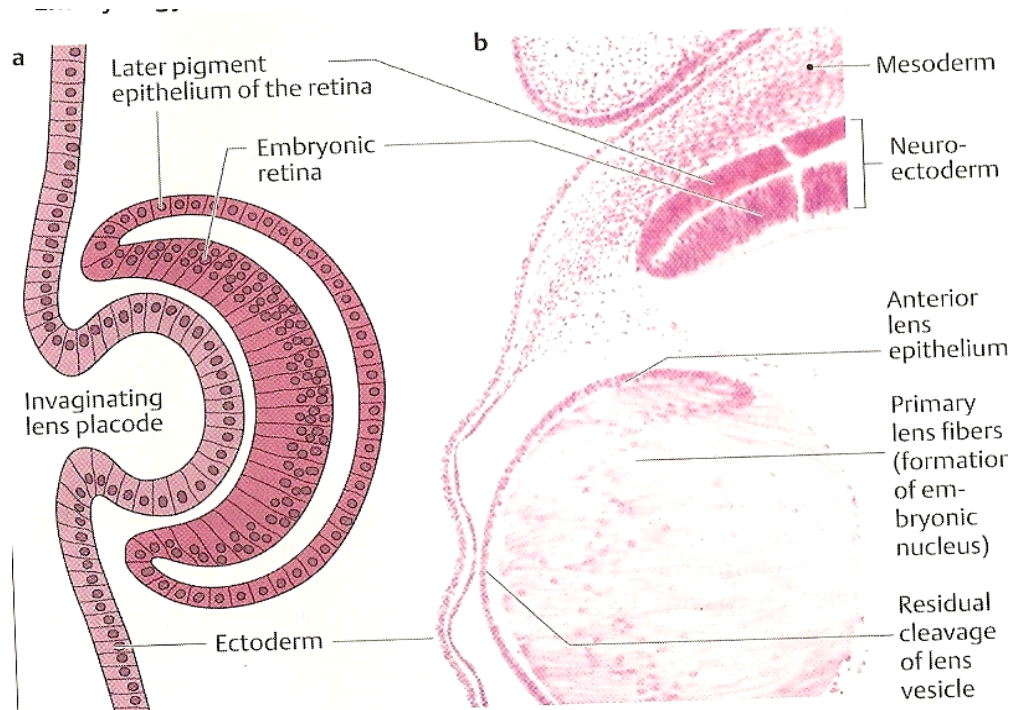 a
b
Later pigment
epithelium of the retina
Embryonic
retina
Invaginating
lens placode
Ectoderm
Mesoderm
Neuro-
ectoderm
Anterior
lens
epithelium
Primary
lens fibers
(formation
of em-
bryonic
nucleus)
Residual
cleavage
of lens
vesicle